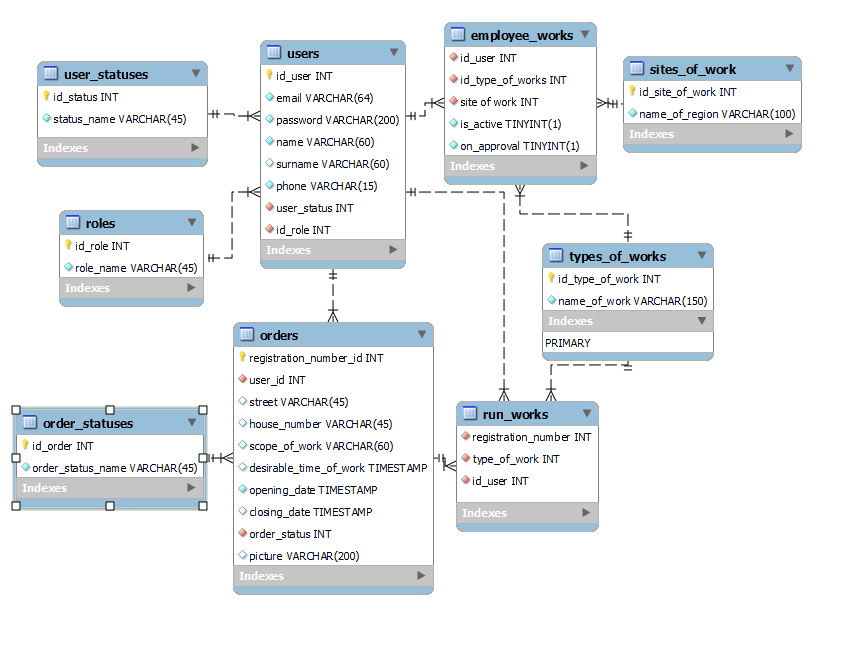 user_statuses
id_status INT
status_name VARCHAR(45)
Indexes
users
id_user INT
email VARCHAR(64)
password VARCHAR(200)
name VARCHAR(60)
surname VARCHAR(60)
phone VARCHAR(15)
user_status INT
id_role INT
Indexes
employee_works
id_user INT
id_type_of_works INT
site of work INT
is_active TINYINT(1)
on_approval TINYINT(1)
Indexes
sites_of_work
id_site_of_work INT
name_of_region VARCHAR(100)
Indexes
roles
id_role INT
role_name VARCHAR(45)
Indexes
types_of_works
id_type_of_work INT
name_of_work VARCHAR(150)
Indexes
PRIMARY
orders
registration_number_id INT
user_id INT
street VARCHAR(45)
house_number VARCHAR(45)
scope_of_work VARCHAR(60)
desirable_time_of_work TIMESTAMP
opening_date TIMESTAMP
closing_date TIMESTAMP
order_status INT
picture VARCHAR(200)
Indexes
order_statuses
id_order INT
order_status_name VARCHAR(45)
Indexes
run_works
registration_number INT
type_of_work INT
id_user INT
Indexes